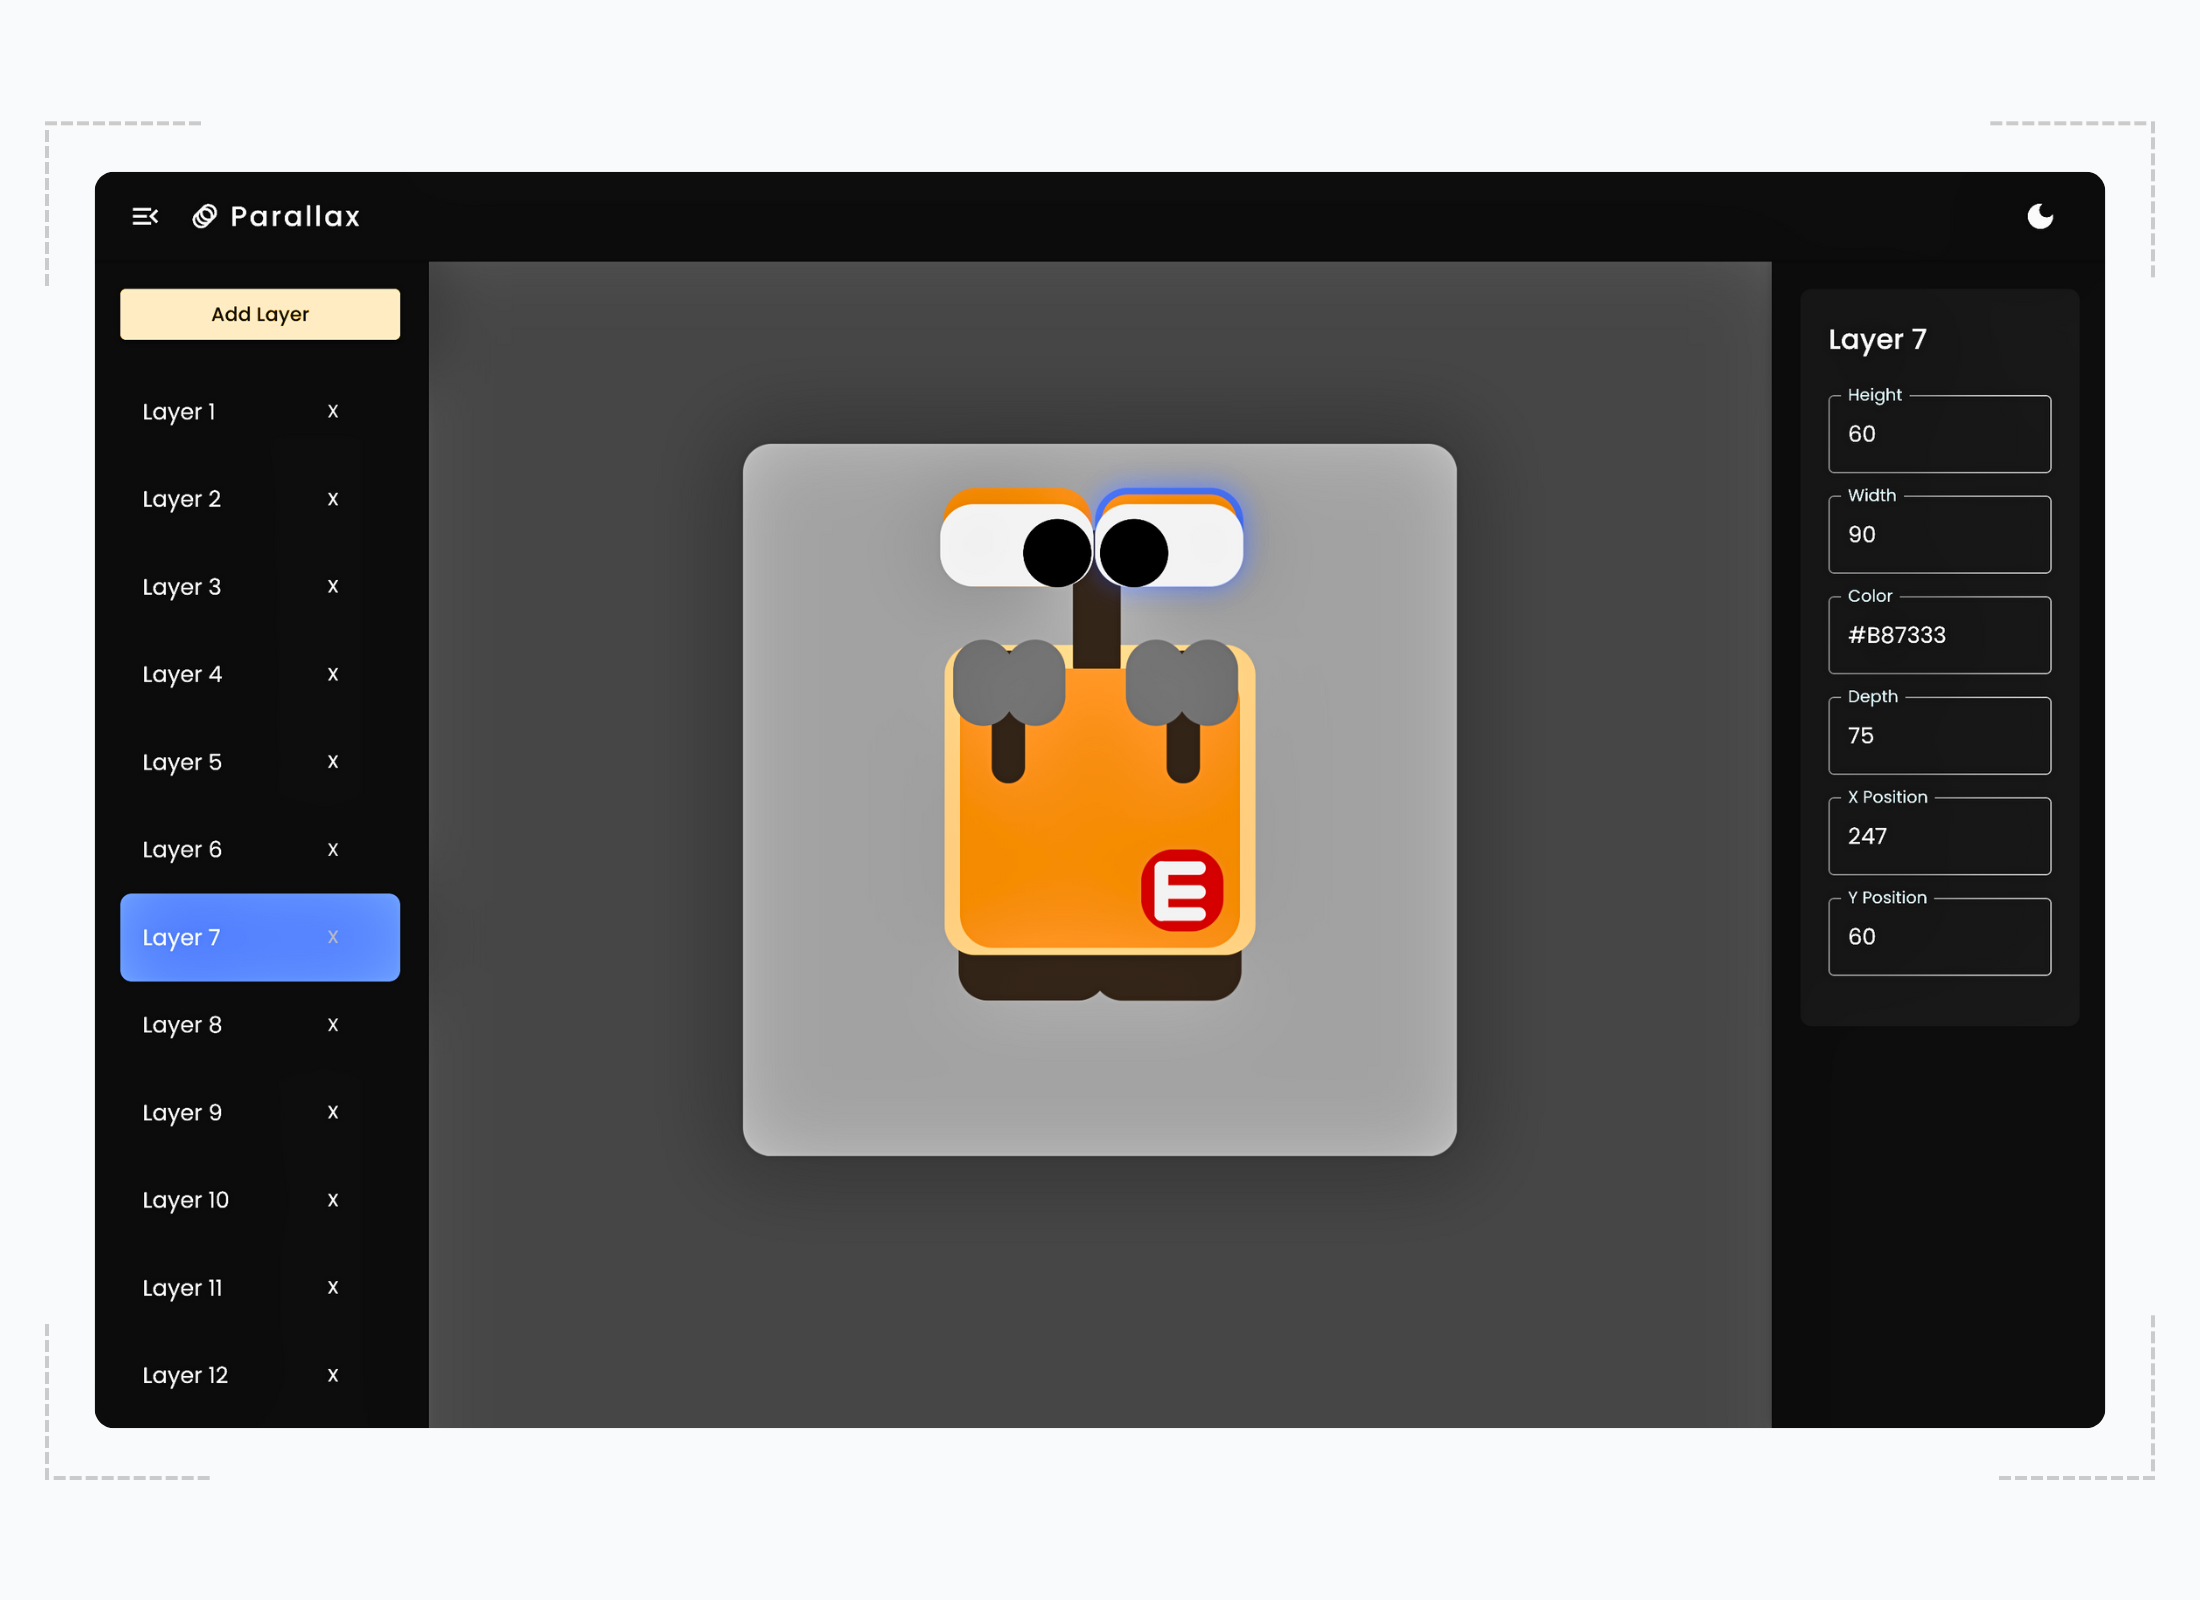 Parallax
Add Layer
Layer 1 X
Layer 2 X
Layer 3 X
Layer 4 X
Layer 5 X
Layer 6 X
Layer 7 X
Layer 8 X
Layer 9 X
Layer 10 X
Layer 11 X
Layer 12 X
E
Layer 7
Height
60
Width
90
Color
#B87333
Depth
75
X Position
247
Y Position
60